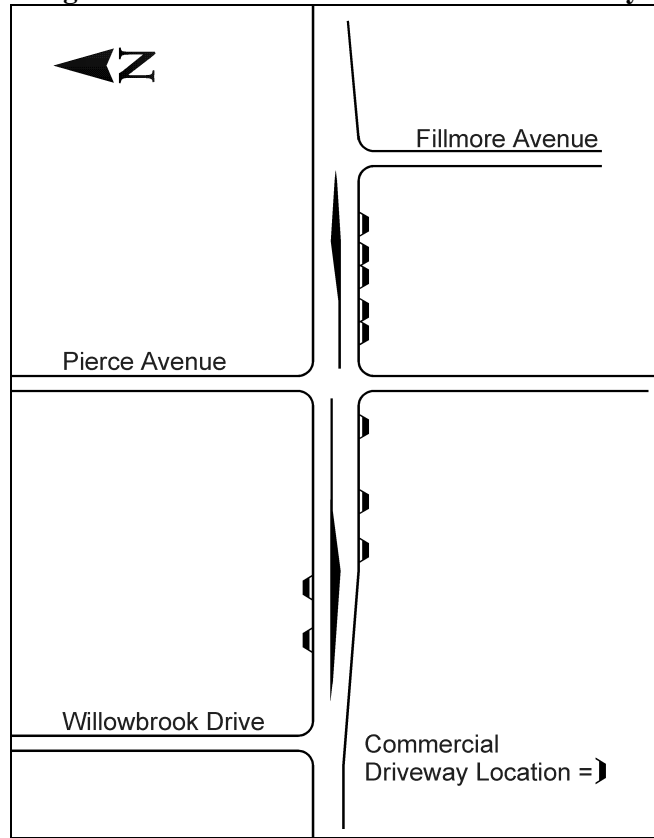 N
Fillmore Avenue
Pierce Avenue
Willowbrook Drive
Commercial
Driveway Location =